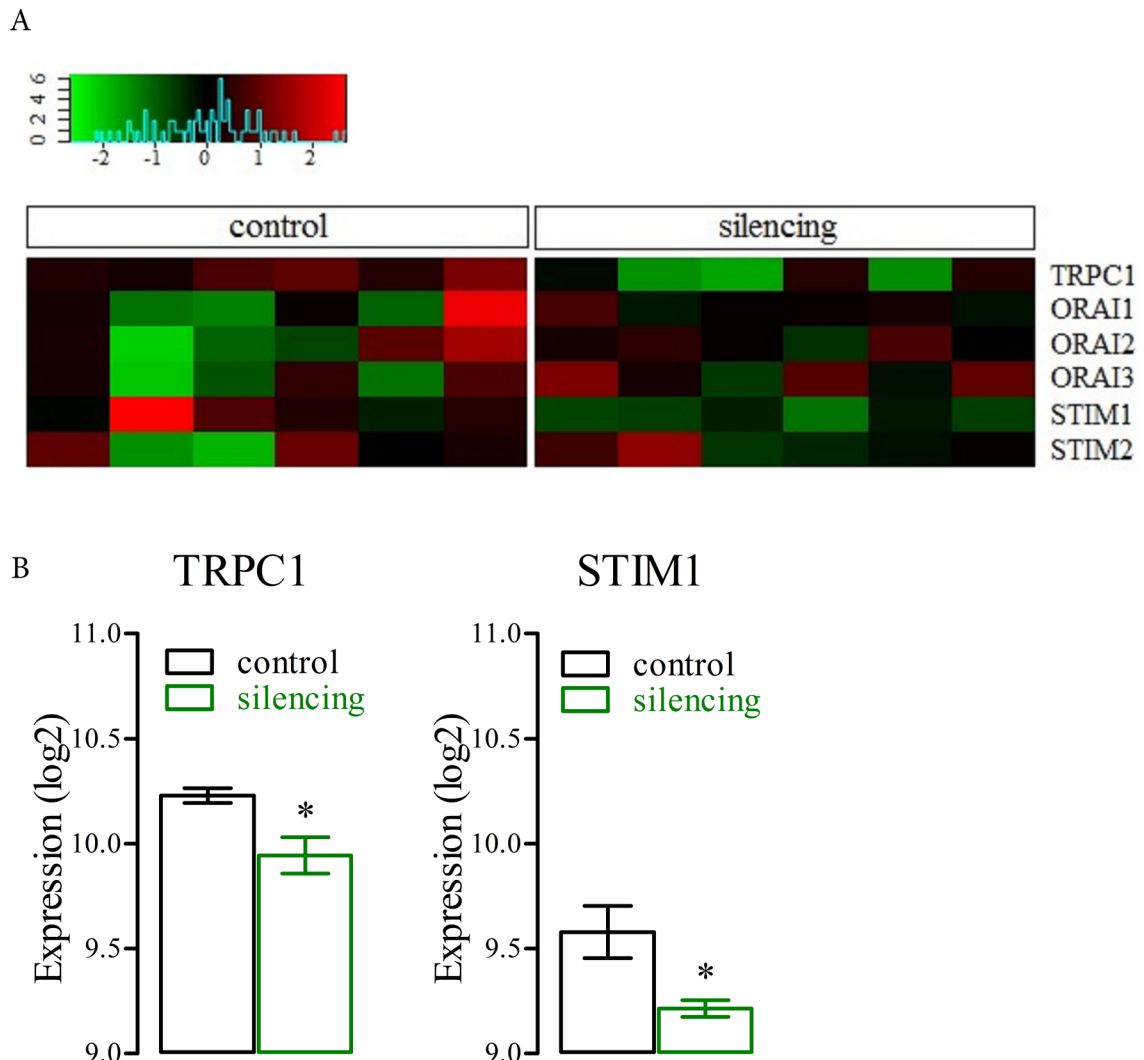 A
0 2 4 6
-2 -1 0 1 2
control silencing
TRPC1
ORAI1
ORAI2
ORAI3
STIM1
STIM2
B
TRPC1 STIM1
11.0
10.5
10.0
9.5
9.0
Expression (log2)
control
silencing
*
11.0
10.5
10.0
9.5
9.0
Expression (log2)
control
silencing
*